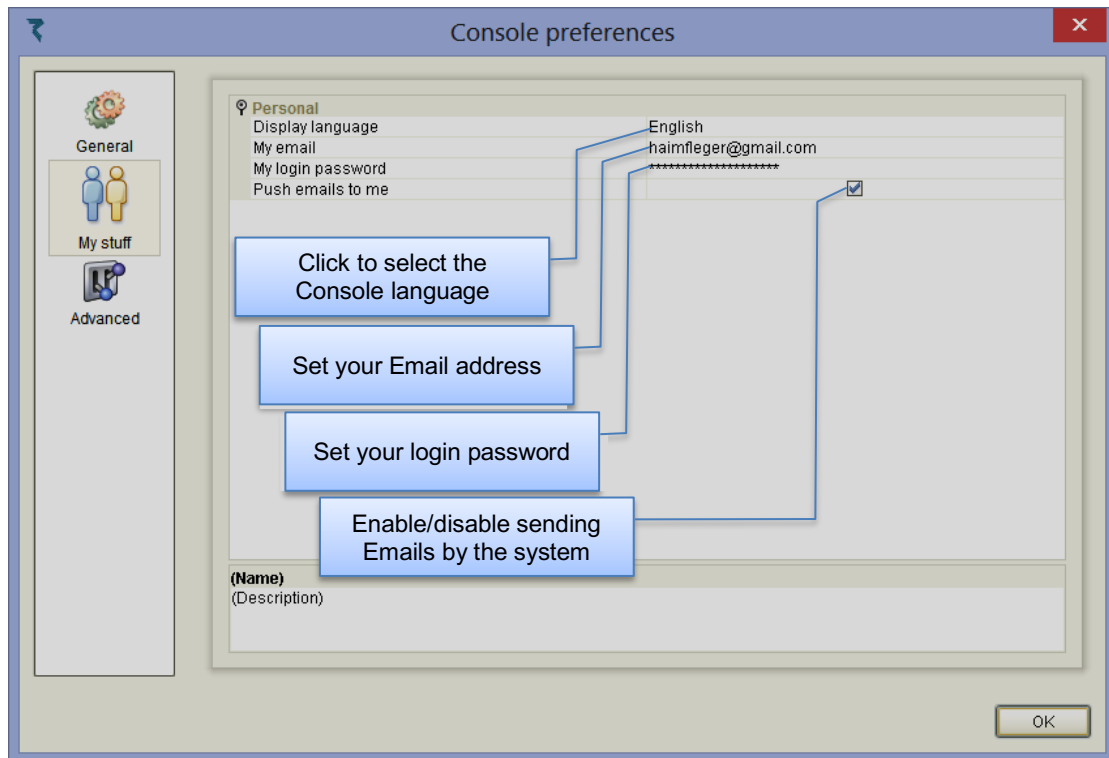 Console preferences
General
My stuff
Advanced
Personal
Display language English
My email haimfleger@gmail.com
My login password ********************
Push emails to me
Click to select the
Console language
Set your Email address
Set your login password
Enable/disable sending
Emails by the system
(Name)
(Description)
OK